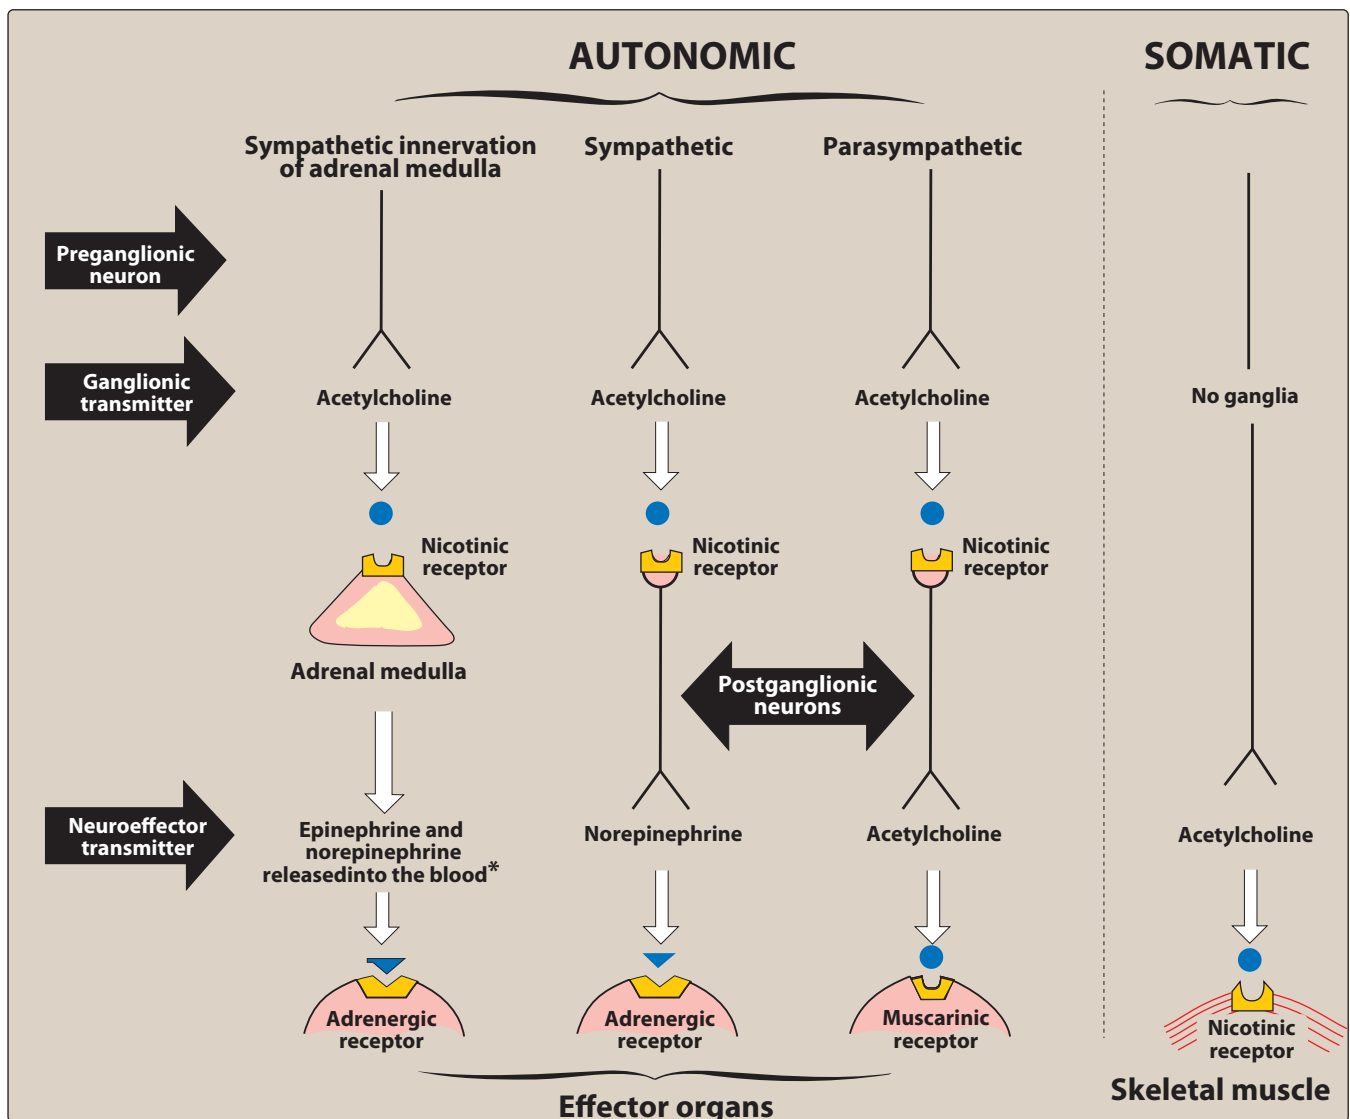 AUTONOMIC
SOMATIC
Sympathetic innervation
of adrenal medulla
Sympathetic
Parasympathetic
Preganglionic
neuron
Ganglionic
transmitter
Acetylcholine
Acetylcholine
Acetylcholine
No ganglia
Nicotinic
receptor
Nicotinic
receptor
Nicotinic
receptor
Adrenal medulla
Postganglionic
neurons
Neuroeffector
transmitter
Epinephrine and
norepinephrine
releasedinto the blood*
Norepinephrine
Acetylcholine
Acetylcholine
Adrenergic
receptor
Adrenergic
receptor
Muscarinic
receptor
Nicotinic
receptor
Skeletal muscle
Effector organs